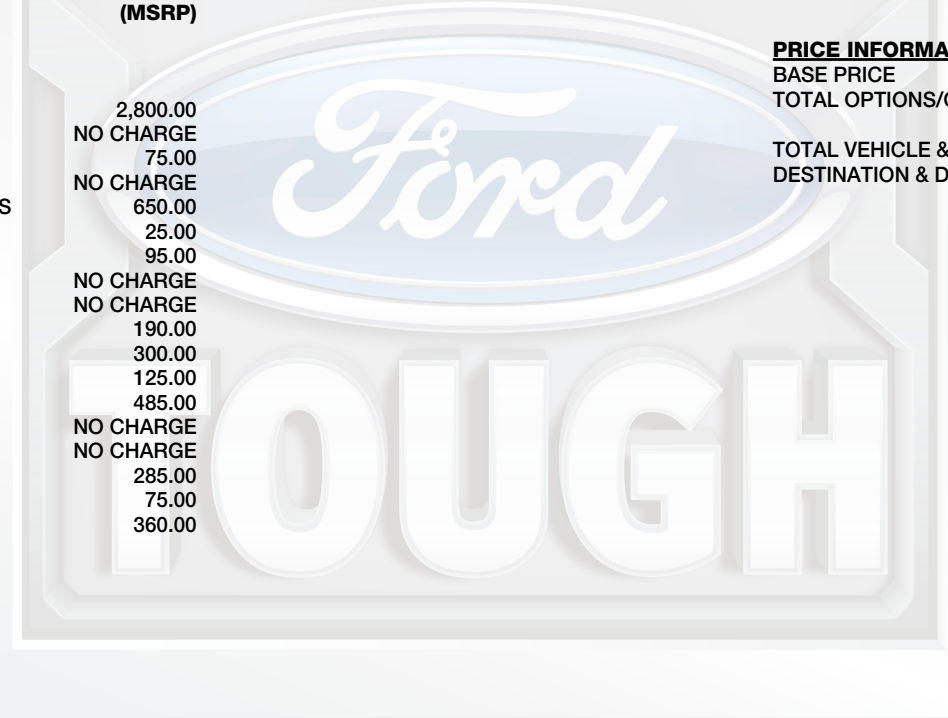 (MSRP)
2,800.00
NO CHARGE
75.00
NO CHARGE
S 650.00
25.00
95.00
NO CHARGE
NO CHARGE
190.00
300.00
125.00
485.00
NO CHARGE
NO CHARGE
285.00
75.00
360.00
PRICE INFORMA
BASE PRICE
TOTAL OPTIONS/
TOTAL VEHICLE &
DESTINATION & D
Ford
TOUGH